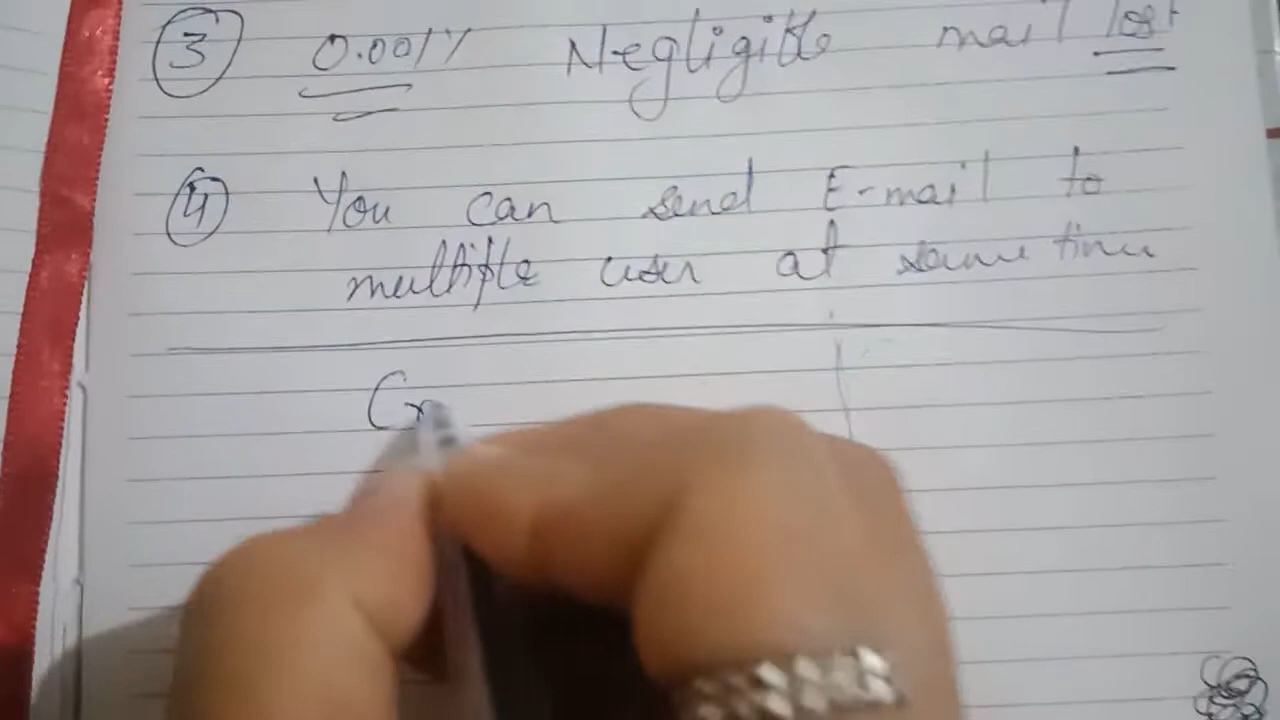 ③ 0.001% Negligible mail lost
④ You can send E-mail to
multiple user at same time